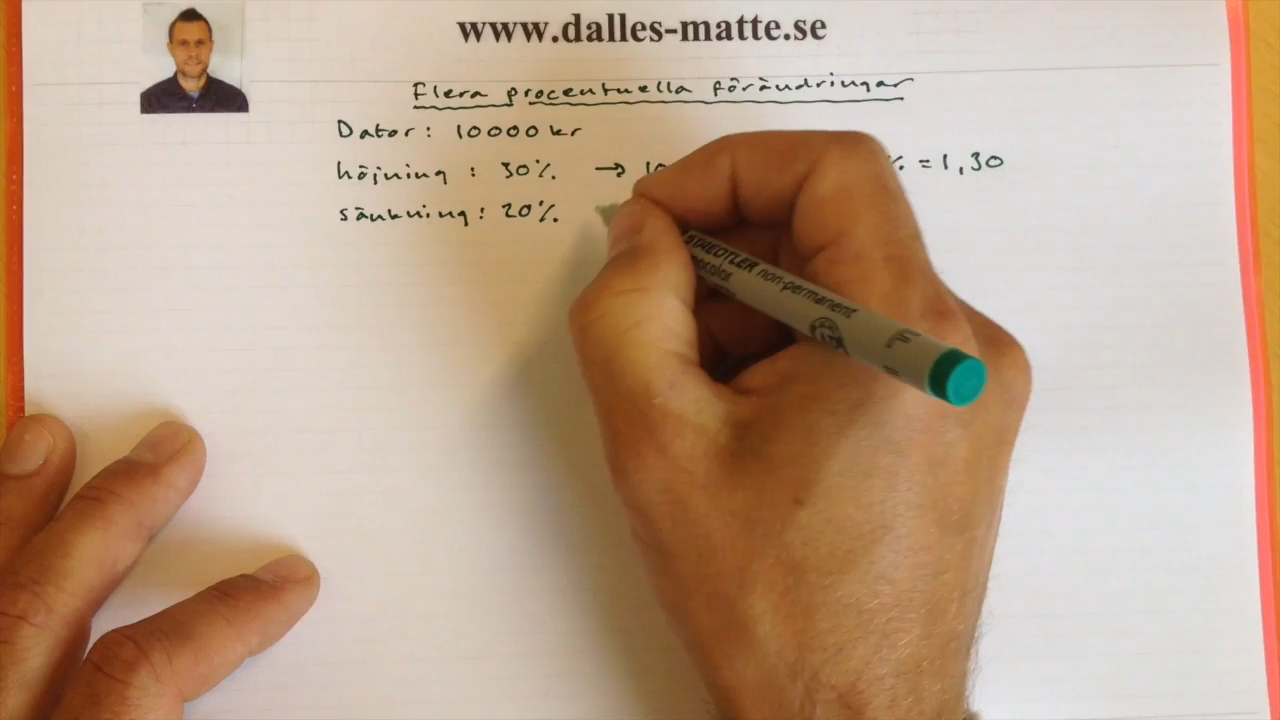 www.dalles-matte.se
Flera procentuella förändringar
Dator: 10000 kr
höjning: 30% → 10 % = 1,30
sänkning: 20%
STAEDTLER non-permanent F